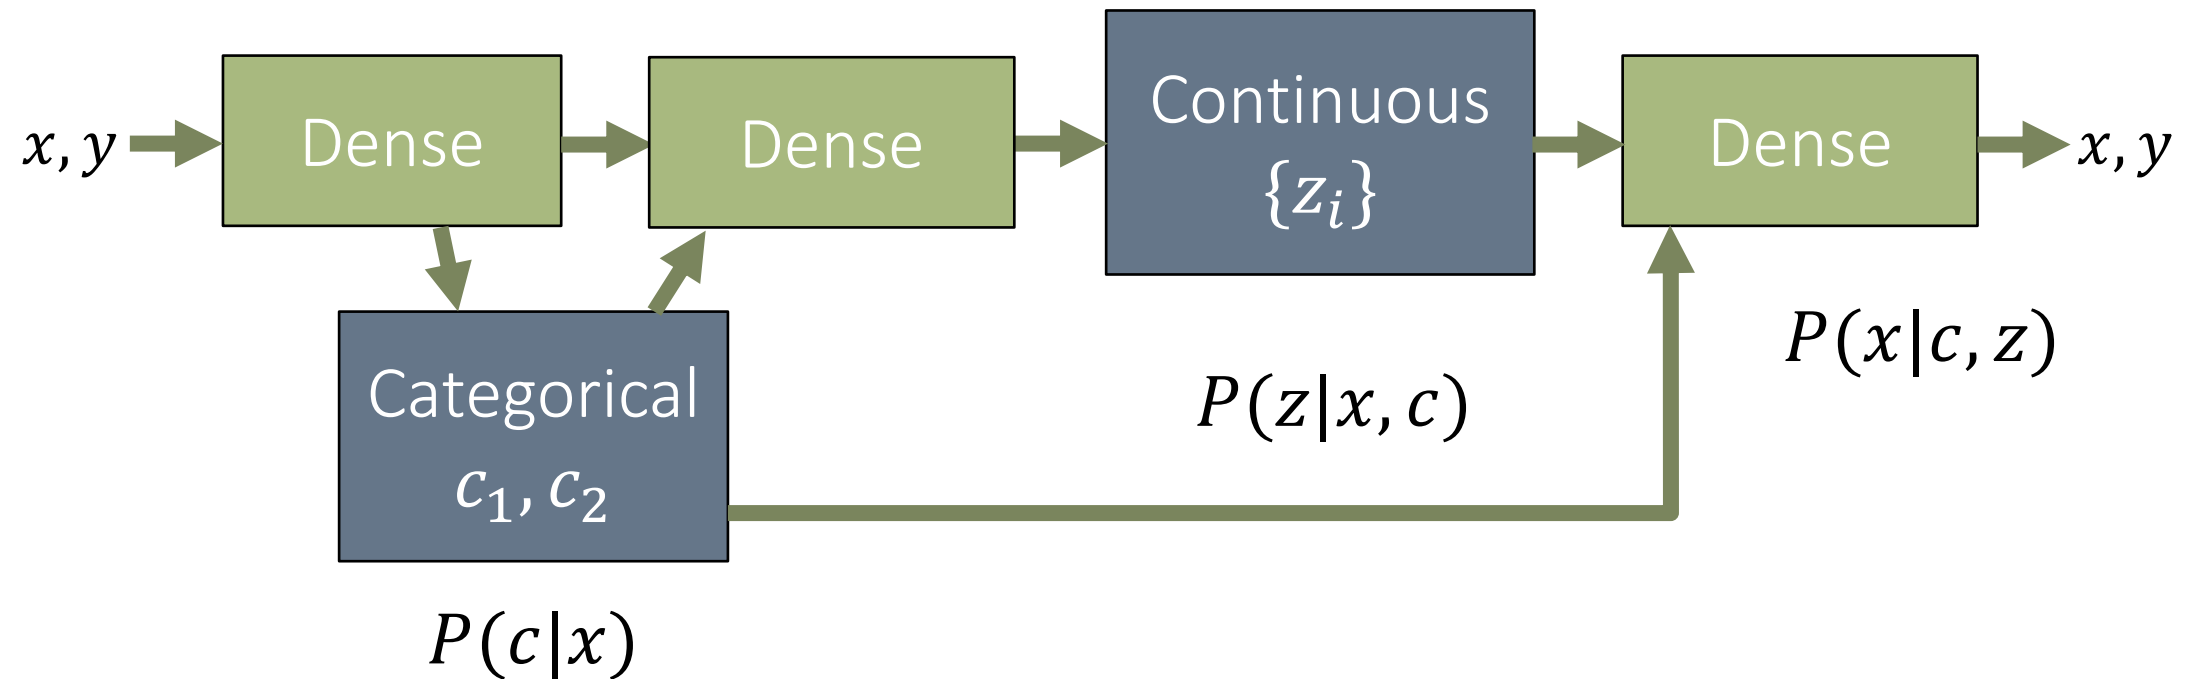 x, y
Dense
Dense
Continuous
{z_i}
Dense
x, y
Categorical
c_1, c_2
P(x|c, z)
P(z|x, c)
P(c|x)